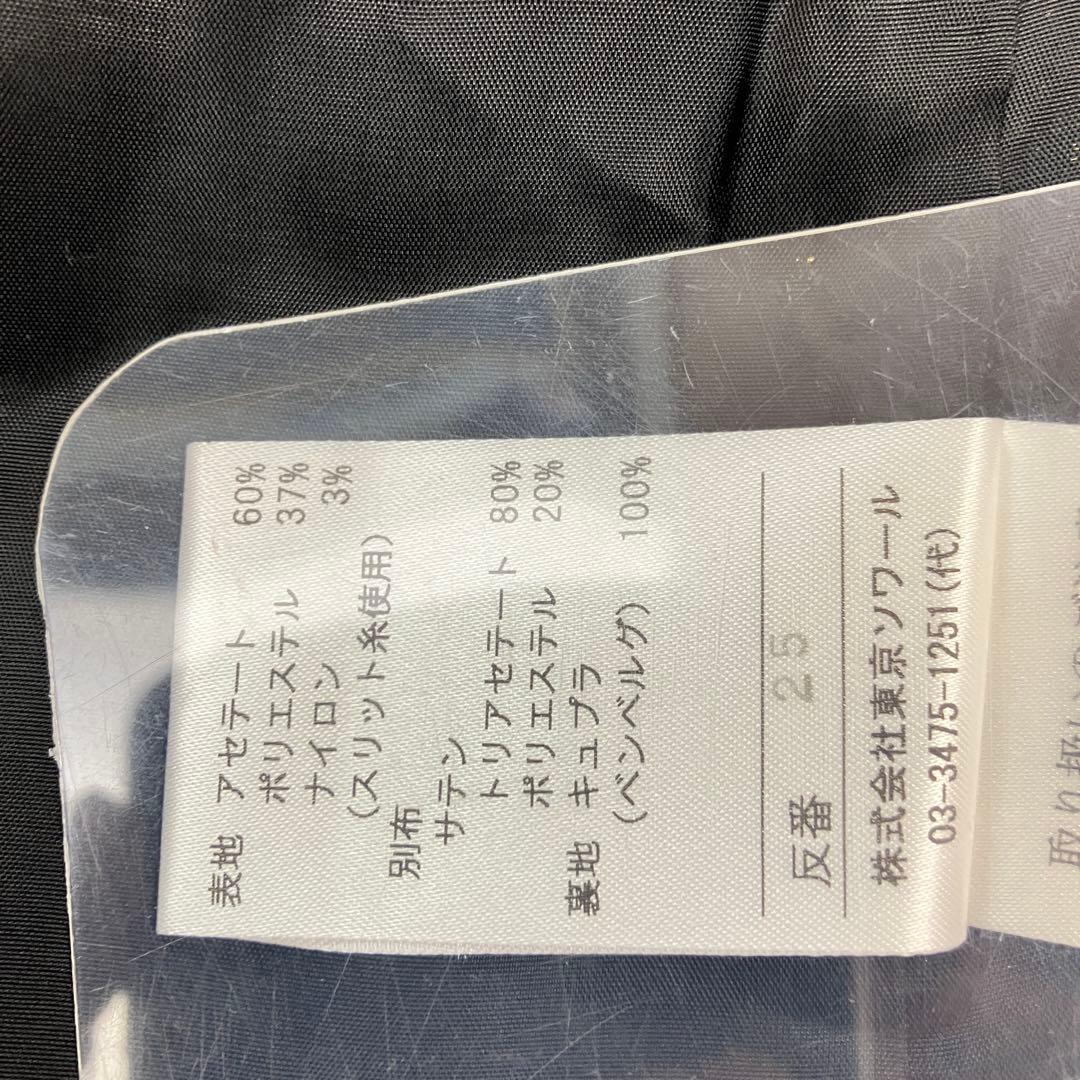 表地 アセテート 60%
ポリエステル 37%
ナイロン 3%
(スリット糸使用)
別布
サテン
トリアセテート 80%
ポリエステル 20%
裏地 キュプラ
(ベンベルグ) 100%
反番 25
株式会社東京ソワール
03-3475-1251(代)
取り扱い